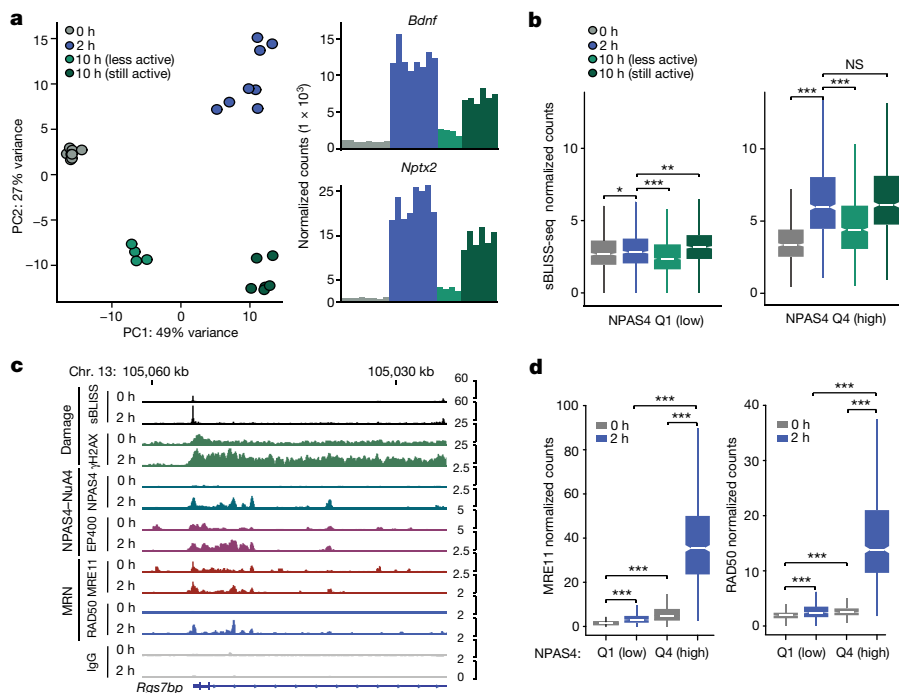 a
0 h
2 h
10 h (less active)
10 h (still active)
15
10
5
0
−5
−10
PC2: 27% variance
−10
0
10
PC1: 49% variance
Normalized counts (1 × 10³)
Bdnf
15
10
5
0
Nptx2
25
15
5
0
b
0 h
2 h
10 h (less active)
10 h (still active)
sBLISS-seq normalized counts
10
5
0
*
***
**
NPAS4 Q1 (low)
10
5
0
***
***
NS
NPAS4 Q4 (high)
c
Chr. 13: 105,060 kb 105,030 kb
Damage
sBLISS
0 h 60
2 h 60
γH2AX
0 h 25
2 h 25
NPAS4–NuA4
NPAS4
0 h 2.5
2 h 2.5
EP400
0 h 5
2 h 5
MRN
MRE11
0 h 2.5
2 h 2.5
RAD50
0 h 2
2 h 2
IgG
0 h 2
2 h 2
0
Rgs7bp
d
MRE11 normalized counts
100
80
60
40
20
0
0 h
2 h
***
***
***
***
NPAS4: Q1 (low) Q4 (high)
RAD50 normalized counts
40
30
20
10
0
0 h
2 h
***
***
***
***
Q1 (low) Q4 (high)